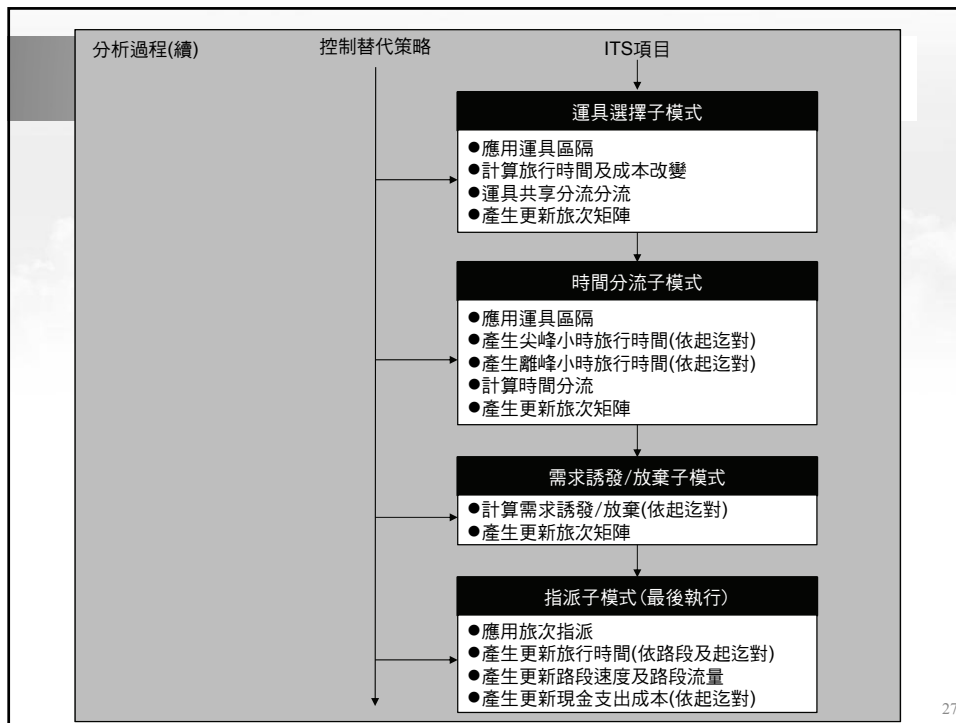 分析過程(續)
控制替代策略
ITS項目
運具選擇子模式
●應用運具區隔
●計算旅行時間及成本改變
●運具共享分流分流
●產生更新旅次矩陣
時間分流子模式
●應用運具區隔
●產生尖峰小時旅行時間(依起迄對)
●產生離峰小時旅行時間(依起迄對)
●計算時間分流
●產生更新旅次矩陣
需求誘發/放棄子模式
●計算需求誘發/放棄(依起迄對)
●產生更新旅次矩陣
指派子模式(最後執行)
●應用旅次指派
●產生更新旅行時間(依路段及起迄對)
●產生更新路段速度及路段流量
●產生更新現金支出成本(依起迄對)
27